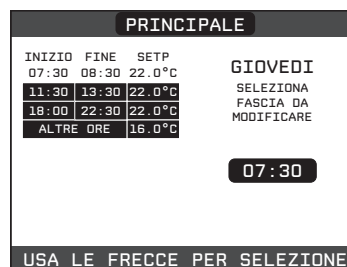 PRINCIPALE
INIZIO FINE SETP
07:30 08:30 22.0°C
11:30 13:30 22.0°C
18:00 22:30 22.0°C
ALTRE ORE 16.0°C
GIOVEDI
SELEZIONA
FASCIA DA
MODIFICARE
07:30
USA LE FRECCE PER SELEZIONE